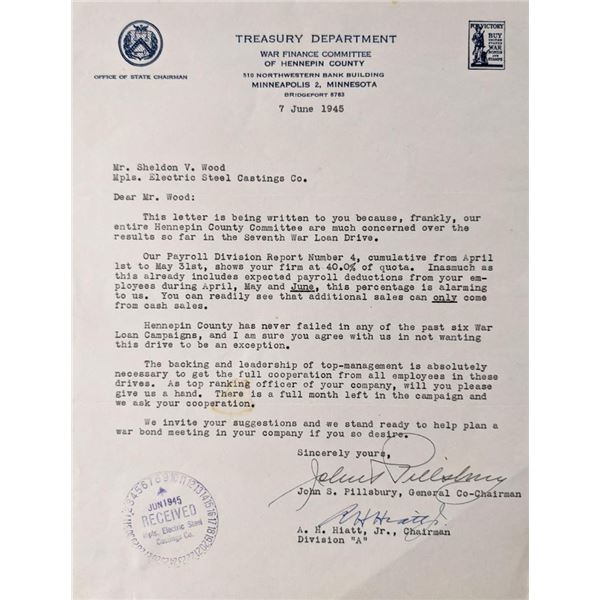 TREASURY DEPARTMENT
WAR FINANCE COMMITTEE
OF HENNEPIN COUNTY
510 NORTHWESTERN BANK BUILDING
MINNEAPOLIS 2, MINNESOTA
BRIDGEPORT 8763
OFFICE OF STATE CHAIRMAN
FOR VICTORY
BUY
UNITED
STATES
WAR
BONDS
AND
STAMPS
7 June 1945
Mr. Sheldon V. Wood
Mpls. Electric Steel Castings Co.
Dear Mr. Wood:
This letter is being written to you because, frankly, our
entire Hennepin County Committee are much concerned over the
results so far in the Seventh War Loan Drive.
Our Payroll Division Report Number 4, cumulative from April
1st to May 31st, shows your firm at 40.0% of quota. Inasmuch as
this already includes expected payroll deductions from your em-
ployees during April, May and June, this percentage is alarming
to us. You can readily see that additional sales can only come
from cash sales.
Hennepin County has never failed in any of the past six War
Loan Campaigns, and I am sure you agree with us in not wanting
this drive to be an exception.
The backing and leadership of top-management is absolutely
necessary to get the full cooperation from all employees in these
drives. As top ranking officer of your company, will you please
give us a hand. There is a full month left in the campaign and
we ask your cooperation.
We invite your suggestions and we stand ready to help plan a
war bond meeting in your company if you so desire.
Sincerely yours,
John S Pillsbury
John S. Pillsbury, General Co-Chairman
A H Hiatt Jr.
A. H. Hiatt, Jr., Chairman
Division "A"
JUN 1945
RECEIVED
Mpls. Electric Steel
Castings Co.